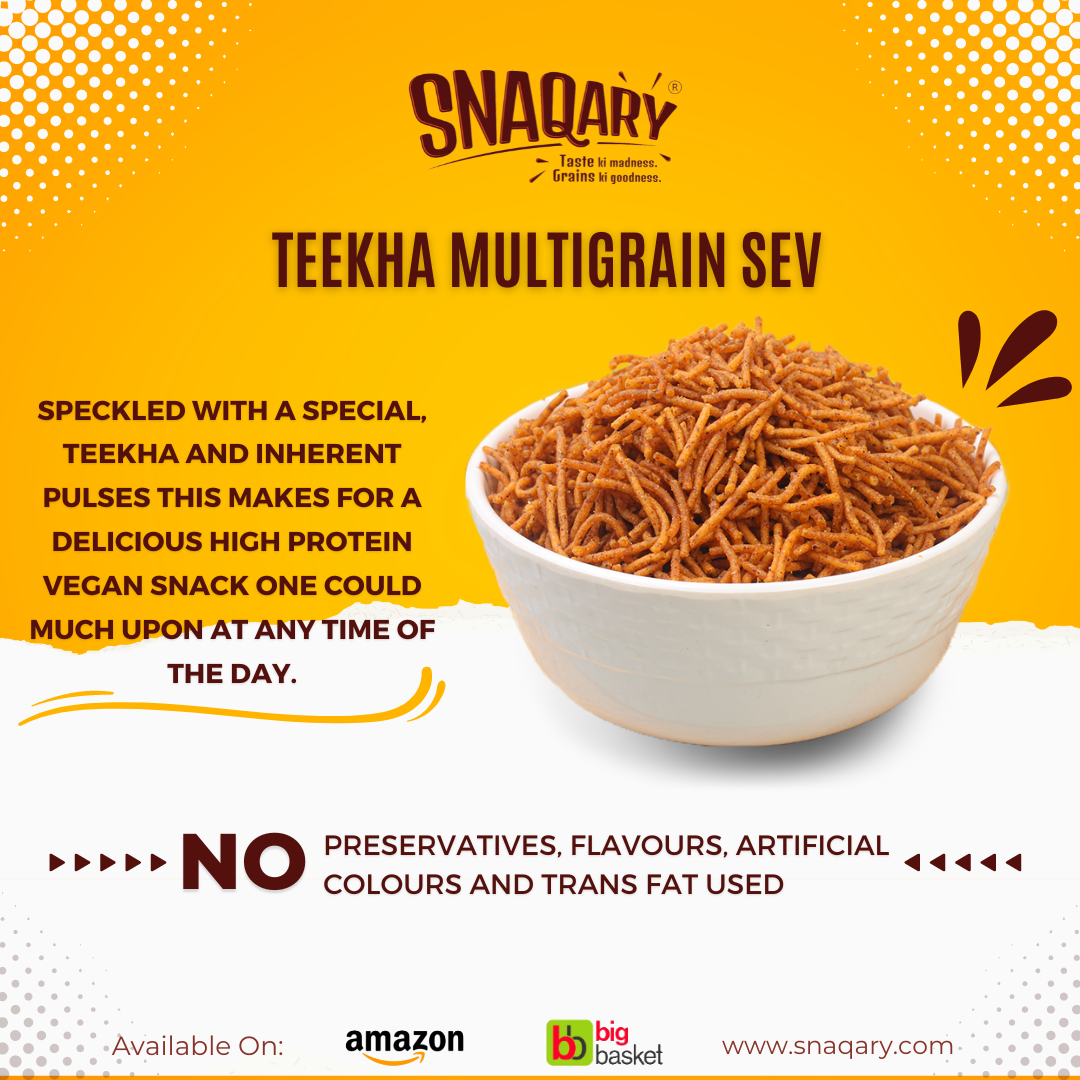 SNAQARY®
Taste ki madness.
Grains ki goodness.
TEEKHA MULTIGRAIN SEV
SPECKLED WITH A SPECIAL,
TEEKHA AND INHERENT
PULSES THIS MAKES FOR A
DELICIOUS HIGH PROTEIN
VEGAN SNACK ONE COULD
MUCH UPON AT ANY TIME OF
THE DAY.
NO PRESERVATIVES, FLAVOURS, ARTIFICIAL
COLOURS AND TRANS FAT USED
Available On: amazon bb big basket www.snaqary.com